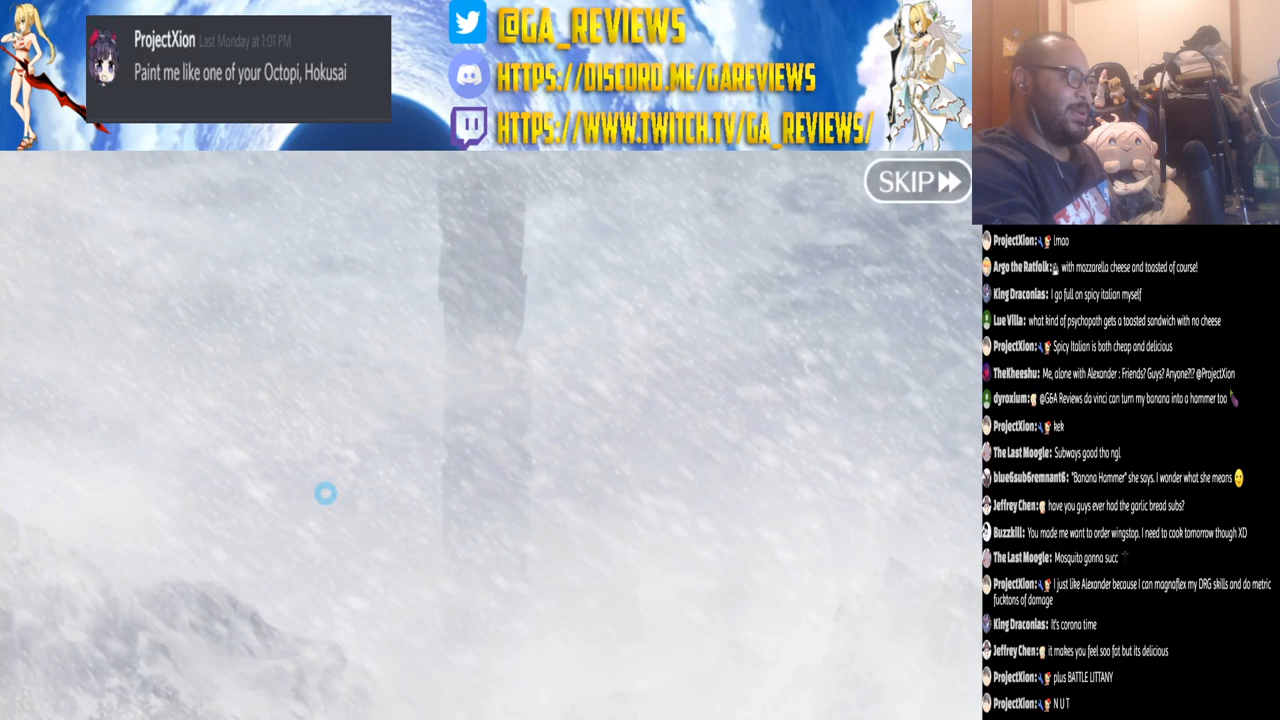 ProjectXion Last Monday at 1:01 PM
Paint me like one of your Octopi, Hokusai
@GA_REVIEWS
HTTPS://DISCORD.ME/GAREVIEWS
HTTPS://WWW.TWITCH.TV/GA_REVIEWS/
SKIP
ProjectXion: lmao
Argo the Ratfolk: with mozzarella cheese and toasted of course!
King Draconias: I go full on spicy italian myself
Lue Villa: what kind of psychopath gets a toasted sandwich with no cheese
ProjectXion: Spicy Italian is both cheap and delicious
TheKheeshu: Me, alone with Alexander : Friends? Guys? Anyone?!? @ProjectXion
dyroxium: @G&A Reviews da vinci can turn my banana into a hammer too
ProjectXion: kek
The Last Moogle: Subways good tho ngl
blue6sub6remnant6: "Banana Hammer" she says. I wonder what she means
Jeffrey Chen: have you guys ever had the garlic bread subs?
Buzzkill: You made me want to order wingstop. I need to cook tomorrow though XD
The Last Moogle: Mosquito gonna succ
ProjectXion: I just like Alexander because I can magnaflex my DRG skills and do metric
fucktons of damage
King Draconias: It's corona time
Jeffrey Chen: it makes you feel soo fat but its delicious
ProjectXion: plus BATTLE LITTANY
ProjectXion: N U T